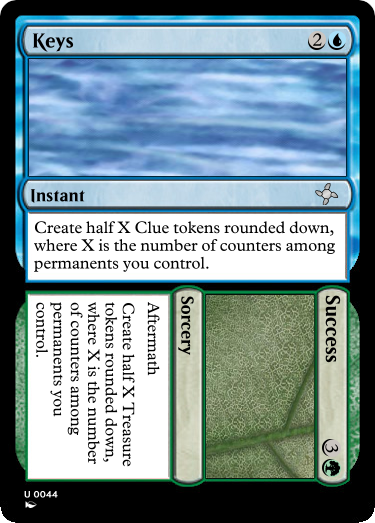 Keys 2
Instant
Create half X Clue tokens rounded down,
where X is the number of counters among
permanents you control.
Success 3
Sorcery
Aftermath
Create half X Treasure
tokens rounded down,
where X is the number
of counters among
permanents you
control.
U 0044